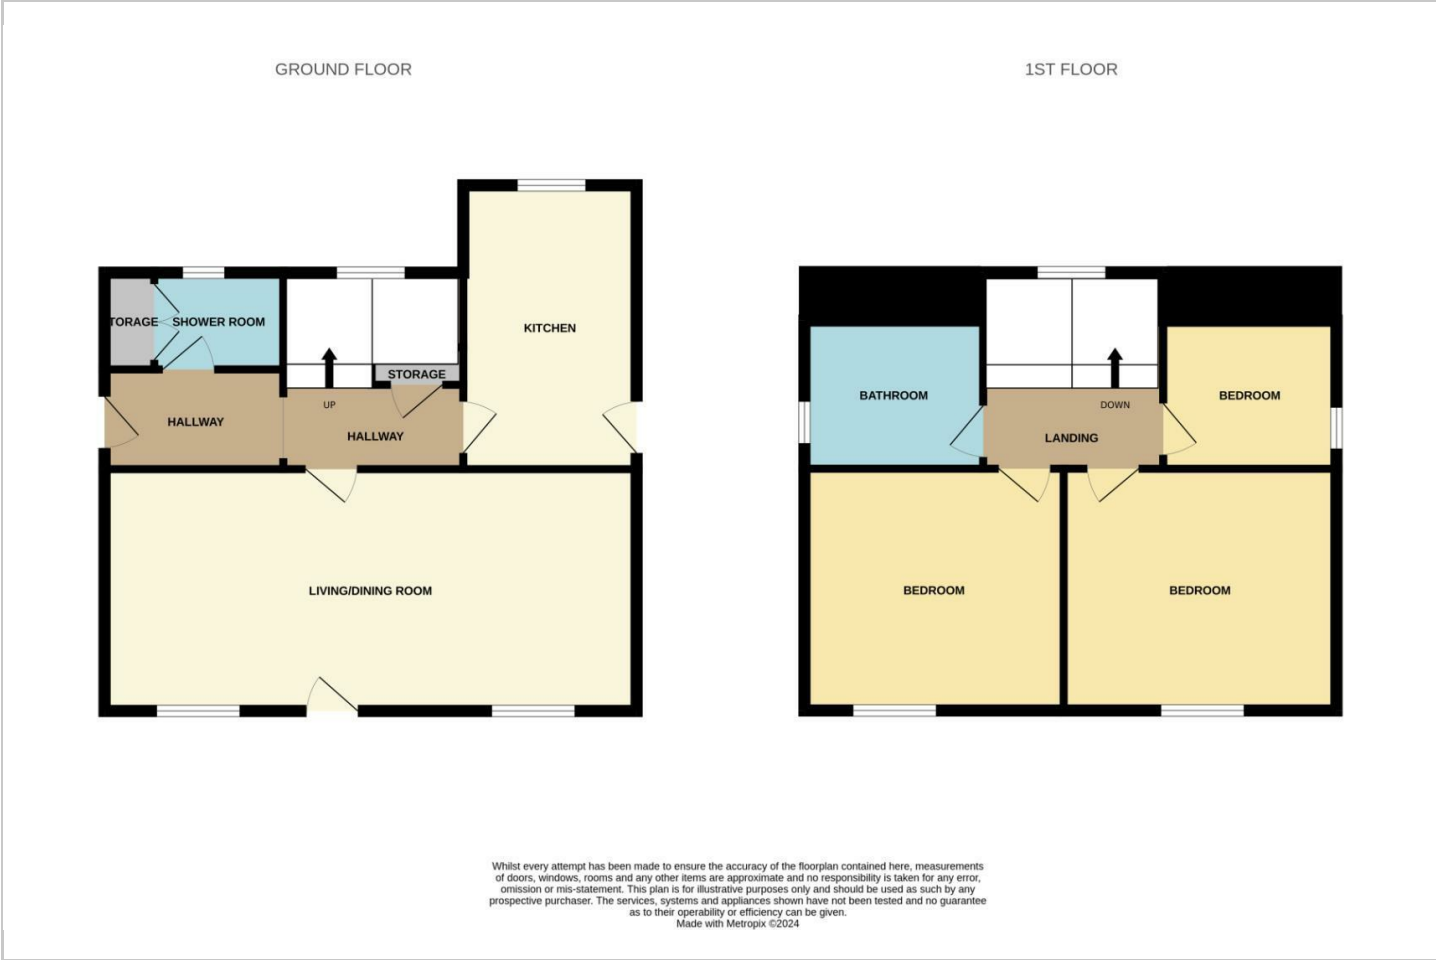 GROUND FLOOR
1ST FLOOR
KITCHEN
TORAGE
SHOWER ROOM
STORAGE
UP
HALLWAY
HALLWAY
LIVING/DINING ROOM
BATHROOM
BEDROOM
DOWN
LANDING
BEDROOM
BEDROOM
Whilst every attempt has been made to ensure the accuracy of the floorplan contained here, measurements
of doors, windows, rooms and any other items are approximate and no responsibility is taken for any error,
omission or mis-statement. This plan is for illustrative purposes only and should be used as such by any
prospective purchaser. The services, systems and appliances shown have not been tested and no guarantee
as to their operability or efficiency can be given.
Made with Metropix ©2024